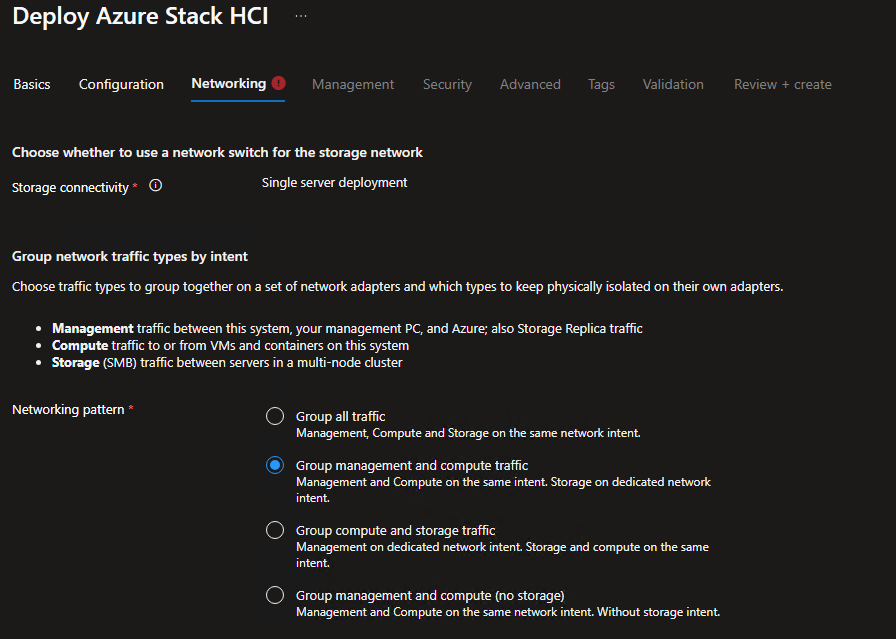 Deploy Azure Stack HCI ...
Basics Configuration Networking ! Management Security Advanced Tags Validation Review + create
Choose whether to use a network switch for the storage network
Storage connectivity * Single server deployment
Group network traffic types by intent
Choose traffic types to group together on a set of network adapters and which types to keep physically isolated on their own adapters.
• Management traffic between this system, your management PC, and Azure; also Storage Replica traffic
• Compute traffic to or from VMs and containers on this system
• Storage (SMB) traffic between servers in a multi-node cluster
Networking pattern *
Group all traffic
Management, Compute and Storage on the same network intent.
Group management and compute traffic
Management and Compute on the same intent. Storage on dedicated network
intent.
Group compute and storage traffic
Management on dedicated network intent. Storage and compute on the same
intent.
Group management and compute (no storage)
Management and Compute on the same network intent. Without storage intent.